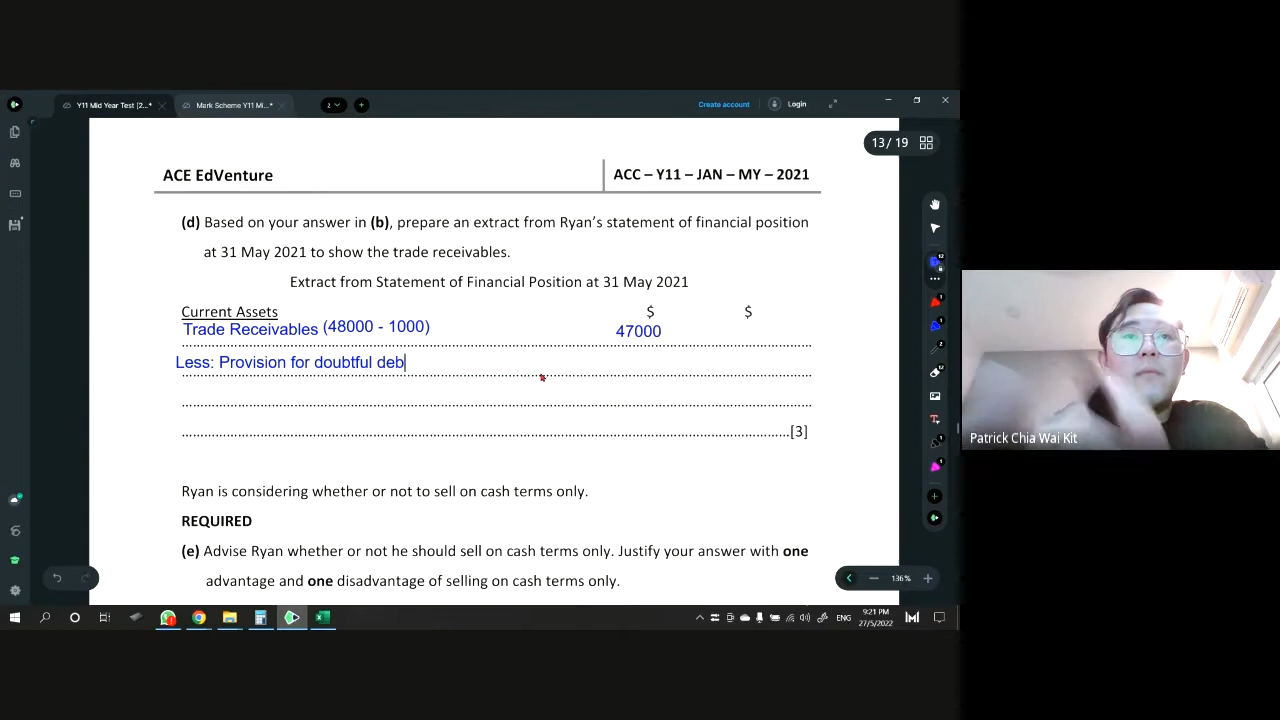 Y11 Mid Year Test [2...*
Mark Scheme Y11 Mi...*
2
Create account
Login
13 / 19
ACE EdVenture
ACC – Y11 – JAN – MY – 2021
(d) Based on your answer in (b), prepare an extract from Ryan's statement of financial position
at 31 May 2021 to show the trade receivables.
Extract from Statement of Financial Position at 31 May 2021
Current Assets $ $
Trade Receivables (48000 - 1000) 47000
Less: Provision for doubtful deb
[3]
Ryan is considering whether or not to sell on cash terms only.
REQUIRED
(e) Advise Ryan whether or not he should sell on cash terms only. Justify your answer with one
advantage and one disadvantage of selling on cash terms only.
136%
ENG
9:21 PM
27/5/2022
Patrick Chia Wai Kit